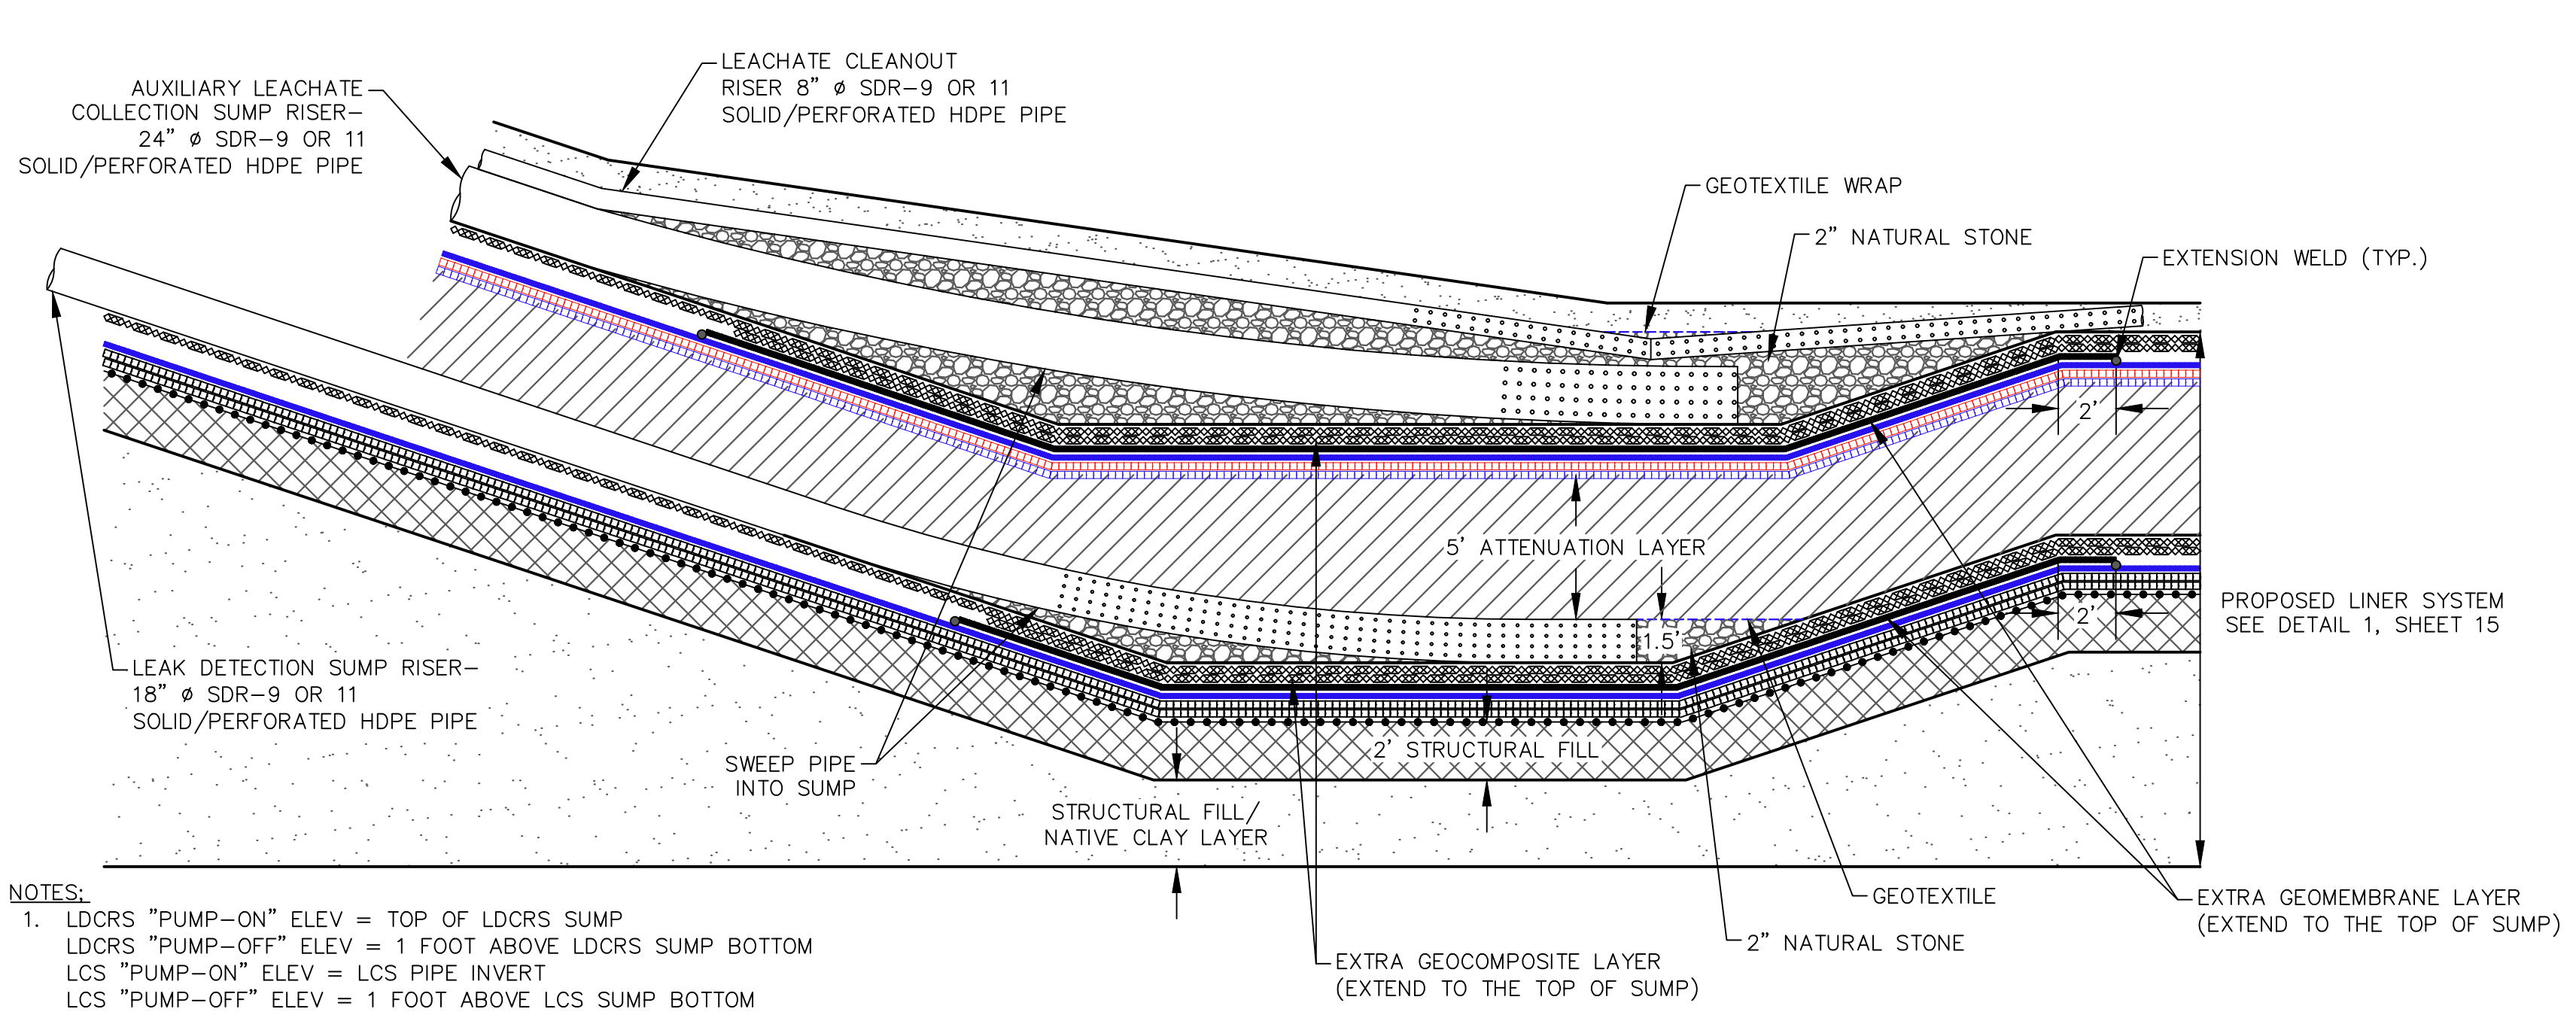 LEACHATE CLEANOUT
RISER 8" ø SDR-9 OR 11
SOLID/PERFORATED HDPE PIPE
AUXILIARY LEACHATE
COLLECTION SUMP RISER-
24" ø SDR-9 OR 11
SOLID/PERFORATED HDPE PIPE
GEOTEXTILE WRAP
2" NATURAL STONE
EXTENSION WELD (TYP.)
2'
5' ATTENUATION LAYER
PROPOSED LINER SYSTEM
SEE DETAIL 1, SHEET 15
2'
1.5'
LEAK DETECTION SUMP RISER-
18" ø SDR-9 OR 11
SOLID/PERFORATED HDPE PIPE
2' STRUCTURAL FILL
SWEEP PIPE
INTO SUMP
STRUCTURAL FILL/
NATIVE CLAY LAYER
GEOTEXTILE
2" NATURAL STONE
EXTRA GEOMEMBRANE LAYER
(EXTEND TO THE TOP OF SUMP)
EXTRA GEOCOMPOSITE LAYER
(EXTEND TO THE TOP OF SUMP)
NOTES;
1. LDCRS "PUMP-ON" ELEV = TOP OF LDCRS SUMP
LDCRS "PUMP-OFF" ELEV = 1 FOOT ABOVE LDCRS SUMP BOTTOM
LCS "PUMP-ON" ELEV = LCS PIPE INVERT
LCS "PUMP-OFF" ELEV = 1 FOOT ABOVE LCS SUMP BOTTOM